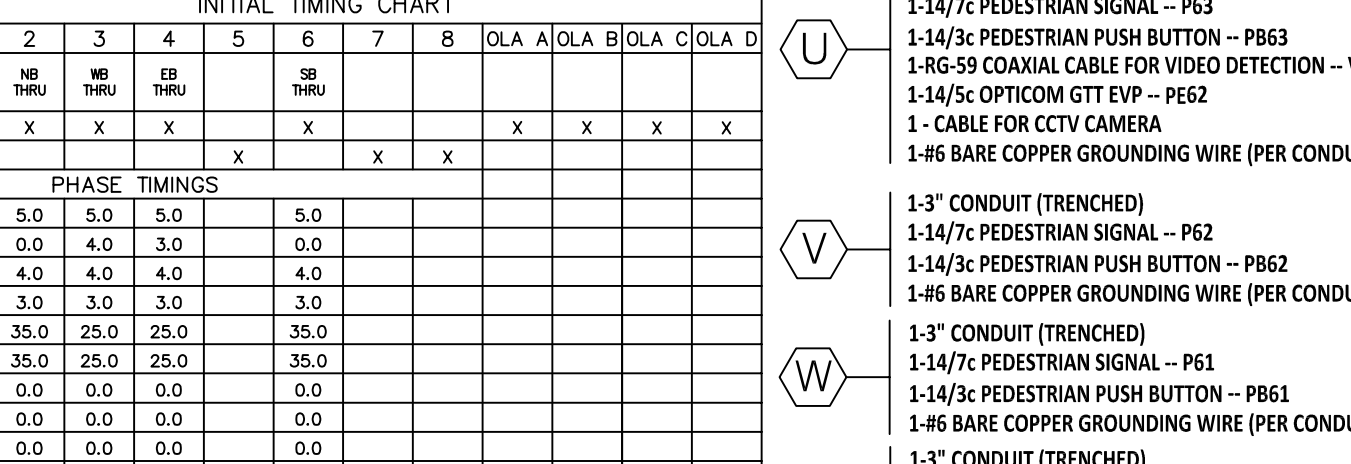 INITIAL TIMING CHART
2 3 4 5 6 7 8 OLA A OLA B OLA C OLA D
NB THRU WB THRU EB THRU SB THRU
X X X X X X X X
X X X
PHASE TIMINGS
5.0 5.0 5.0 5.0
0.0 4.0 3.0 0.0
4.0 4.0 4.0 4.0
3.0 3.0 3.0 3.0
35.0 25.0 25.0 35.0
35.0 25.0 25.0 35.0
0.0 0.0 0.0 0.0
0.0 0.0 0.0 0.0
0.0 0.0 0.0 0.0
U
1-14/7c PEDESTRIAN SIGNAL -- P63
1-14/3c PEDESTRIAN PUSH BUTTON -- PB63
1-RG-59 COAXIAL CABLE FOR VIDEO DETECTION --
1-14/5c OPTICOM GTT EVP -- PE62
1 - CABLE FOR CCTV CAMERA
1-#6 BARE COPPER GROUNDING WIRE (PER CONDU
V
1-3" CONDUIT (TRENCHED)
1-14/7c PEDESTRIAN SIGNAL -- P62
1-14/3c PEDESTRIAN PUSH BUTTON -- PB62
1-#6 BARE COPPER GROUNDING WIRE (PER CONDU
W
1-3" CONDUIT (TRENCHED)
1-14/7c PEDESTRIAN SIGNAL -- P61
1-14/3c PEDESTRIAN PUSH BUTTON -- PB61
1-#6 BARE COPPER GROUNDING WIRE (PER CONDU
1-3" CONDUIT (TRENCHED)